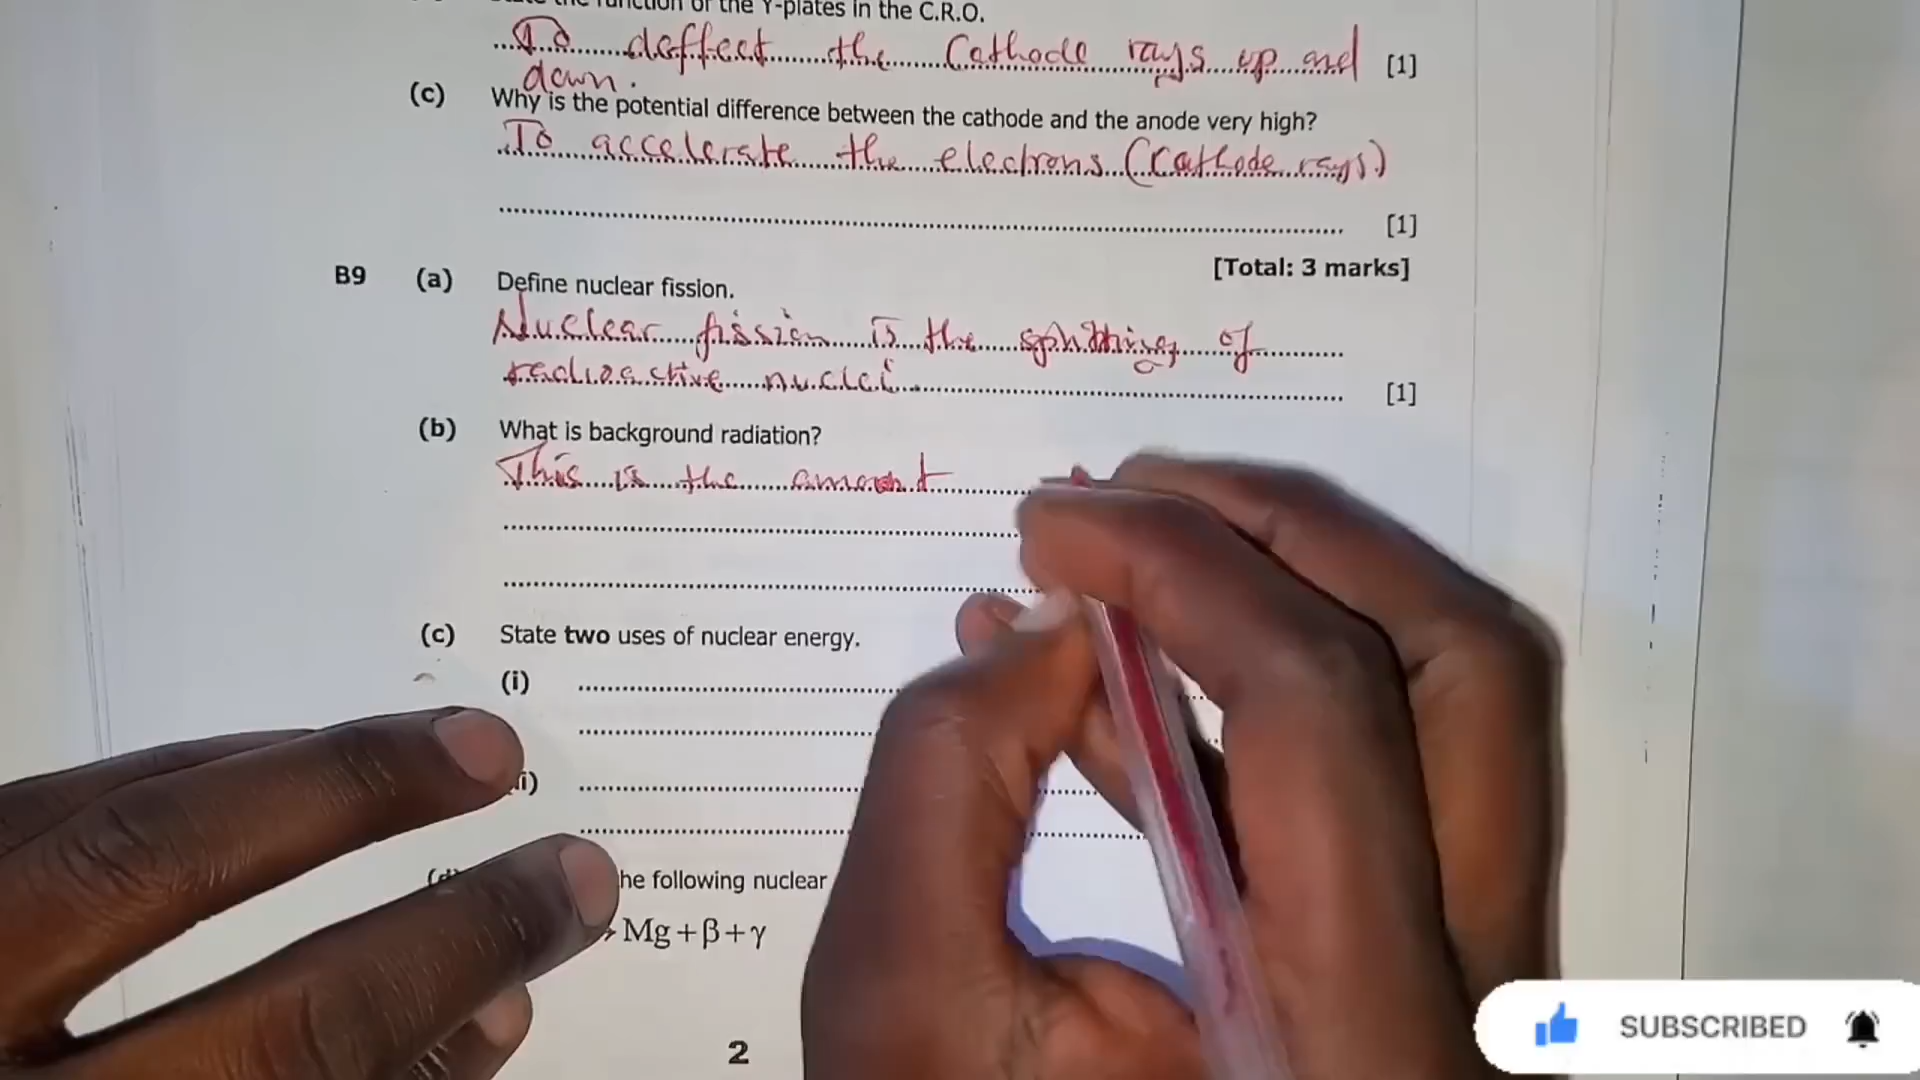 the function of the Y-plates in the C.R.O.
To deflect the Cathode rays up and [1]
down.
(c) Why is the potential difference between the cathode and the anode very high?
To accelerate the electrons (Cathode rays)
[1]
[Total: 3 marks]
B9 (a) Define nuclear fission.
Nuclear fission is the splitting of
radioactive nuclei. [1]
(b) What is background radiation?
This is the amount
(c) State two uses of nuclear energy.
(i)
i)
(d) he following nuclear
Mg+β+γ
2
SUBSCRIBED